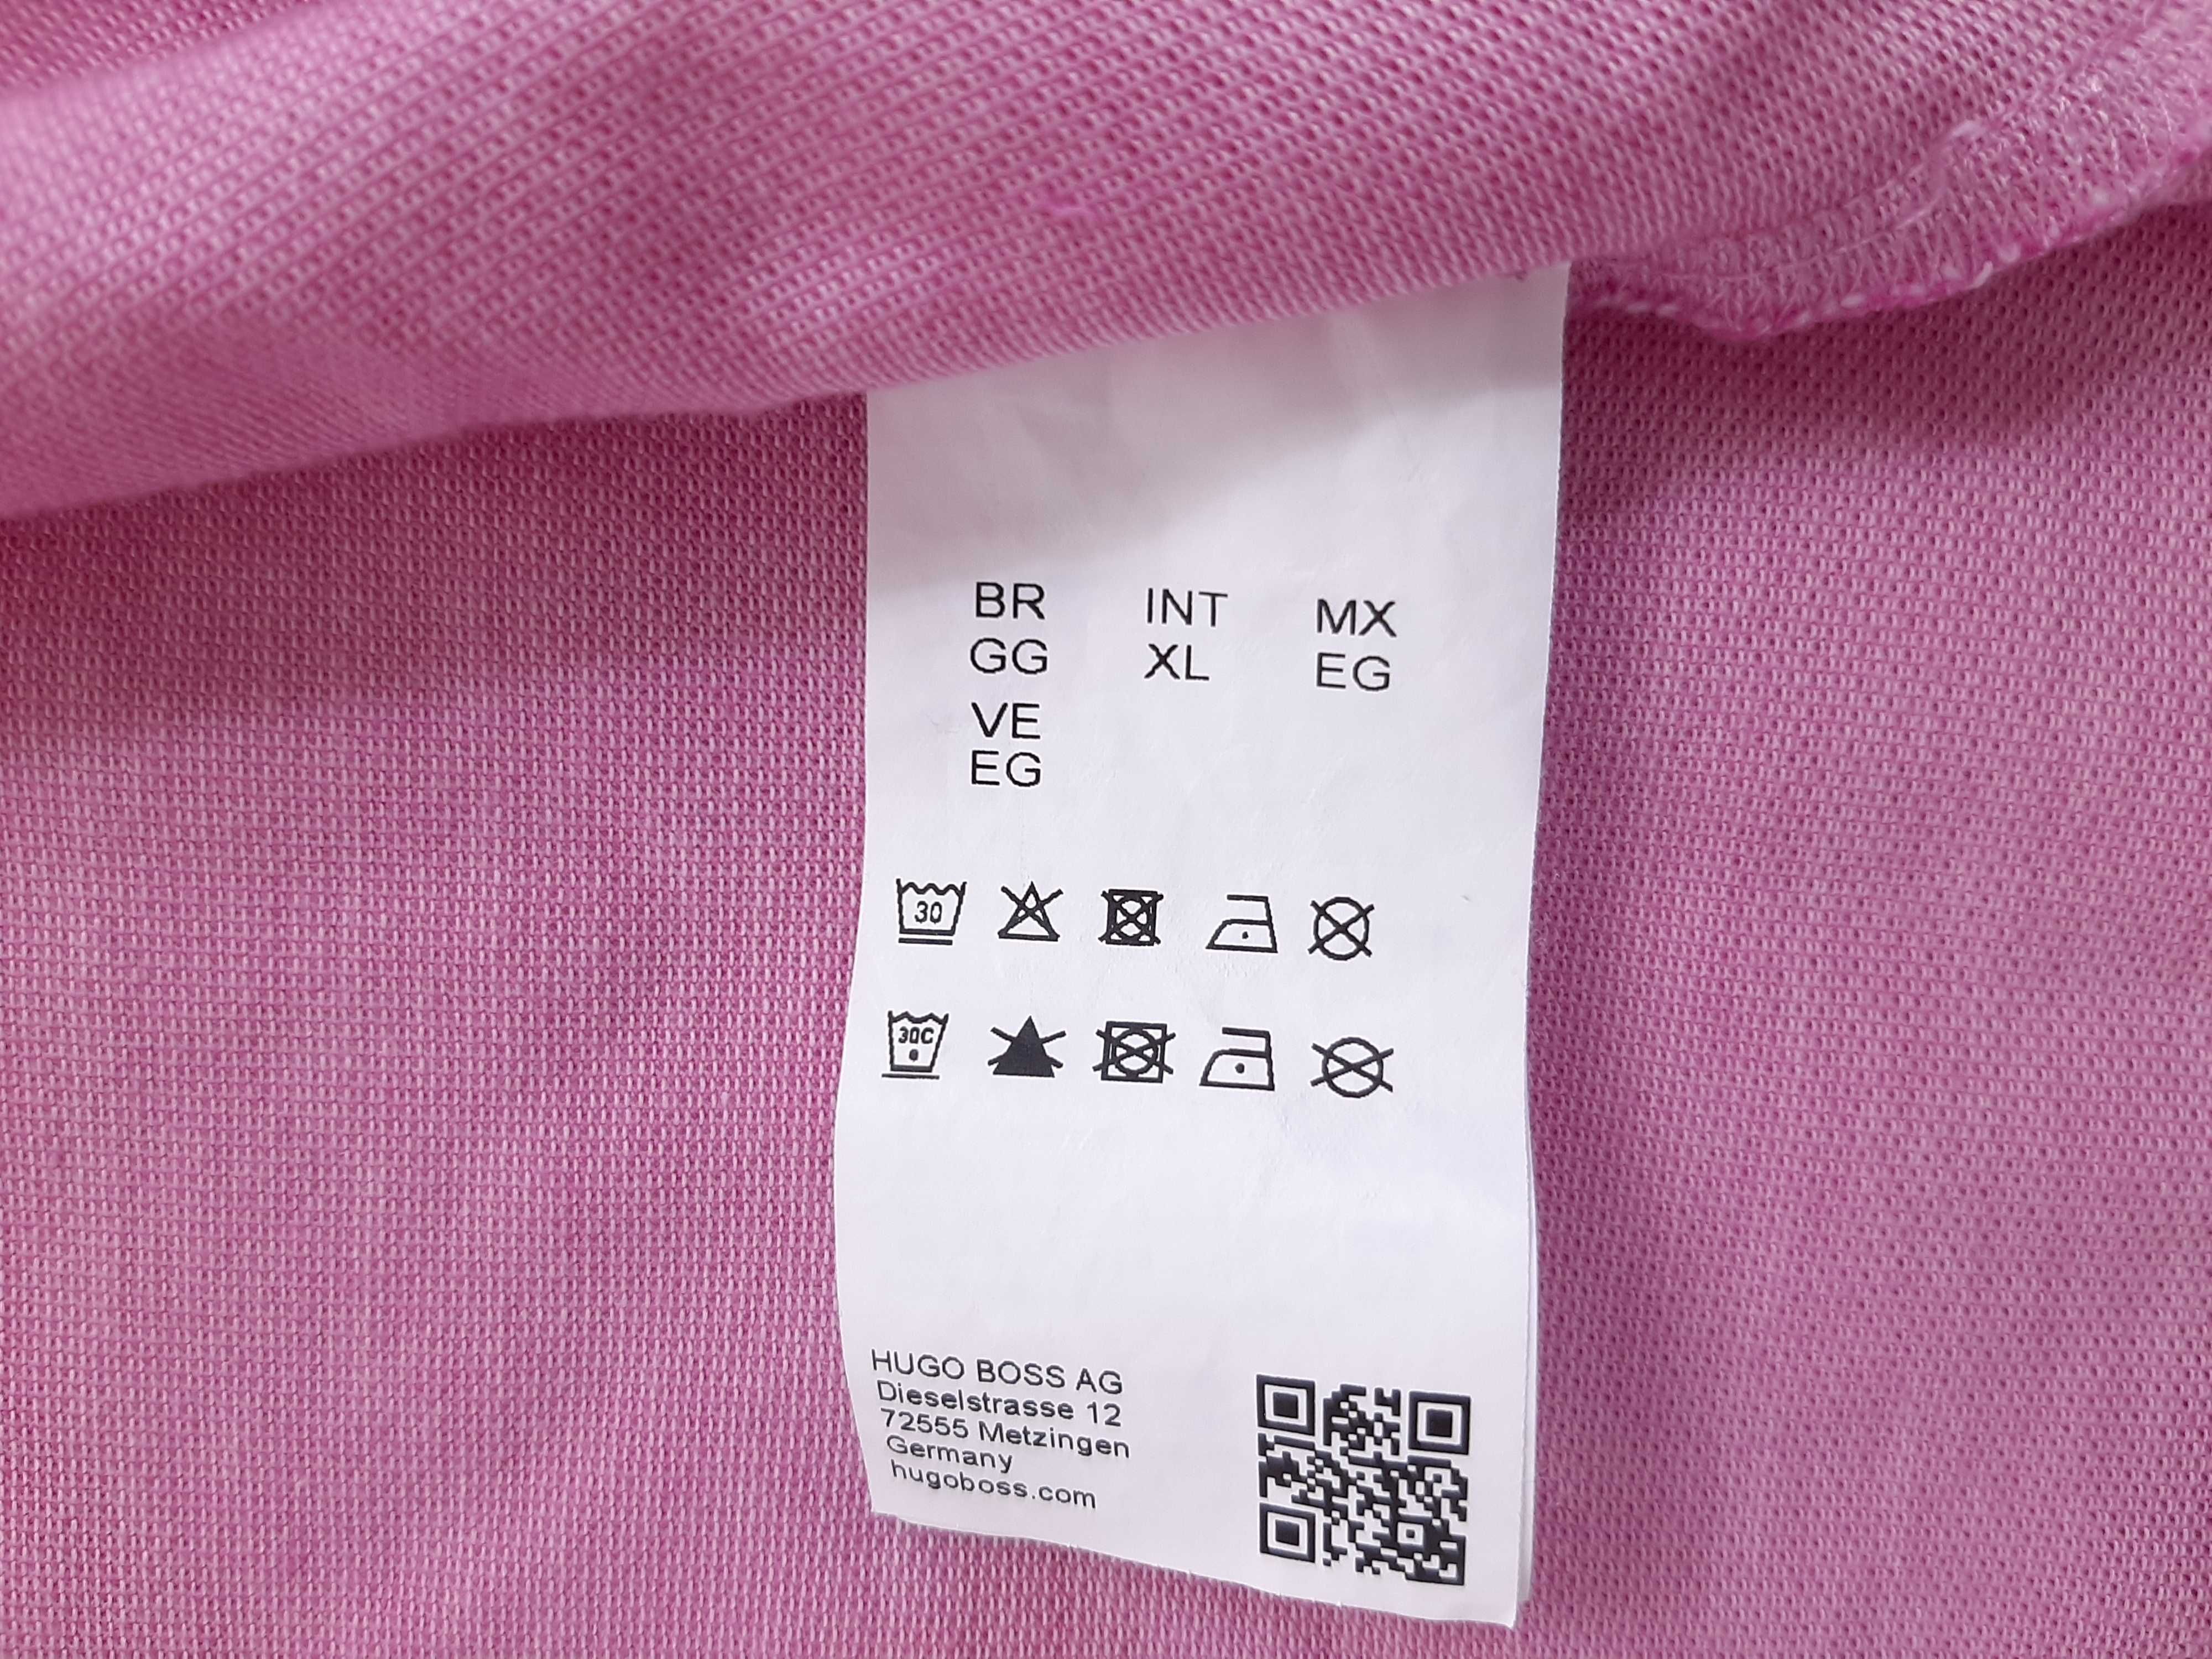 BR INT MX
GG XL EG
VE
EG
30
30C
HUGO BOSS AG
Dieselstrasse 12
72555 Metzingen
Germany
hugoboss.com